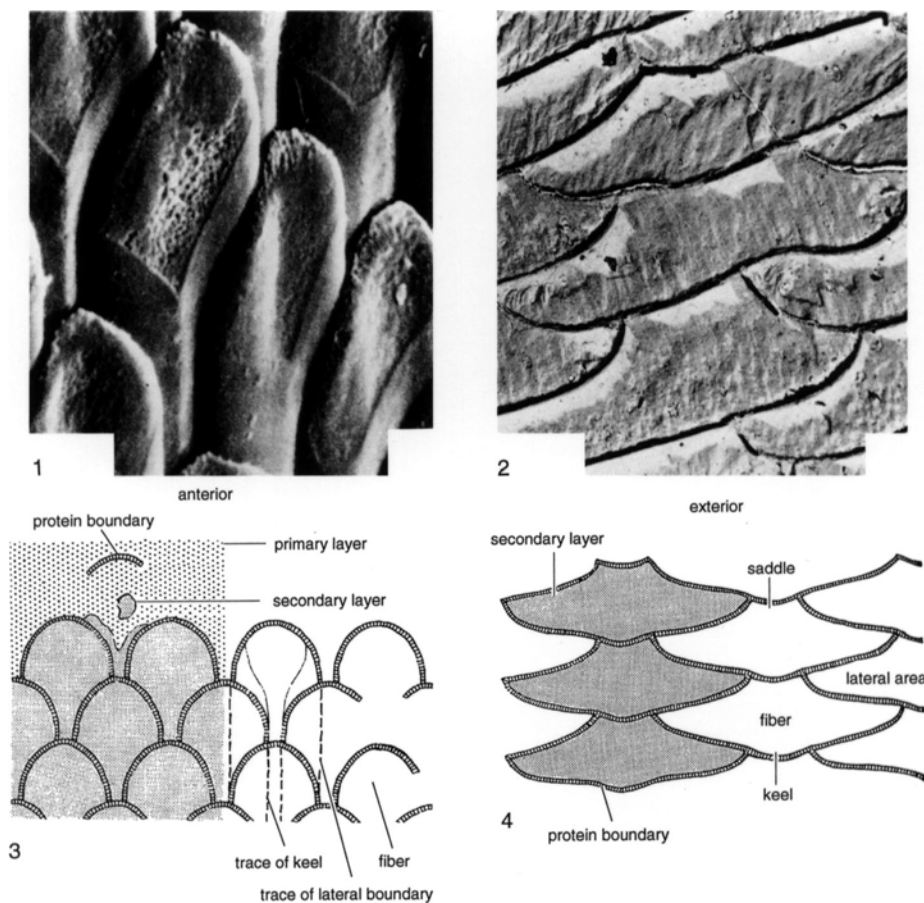 1
2
anterior
protein boundary
primary layer
secondary layer
trace of keel
fiber
trace of lateral boundary
3
exterior
secondary layer
saddle
lateral area
fiber
keel
protein boundary
4